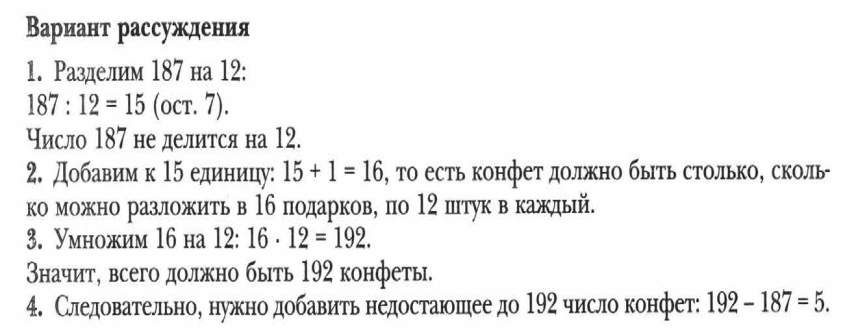 Вариант рассуждения
1. Разделим 187 на 12:
187 : 12 = 15 (ост. 7).
Число 187 не делится на 12.
2. Добавим к 15 единицу: 15 + 1 = 16, то есть конфет должно быть столько, сколь-
ко можно разложить в 16 подарков, по 12 штук в каждый.
3. Умножим 16 на 12: 16 · 12 = 192.
Значит, всего должно быть 192 конфеты.
4. Следовательно, нужно добавить недостающее до 192 число конфет: 192 – 187 = 5.